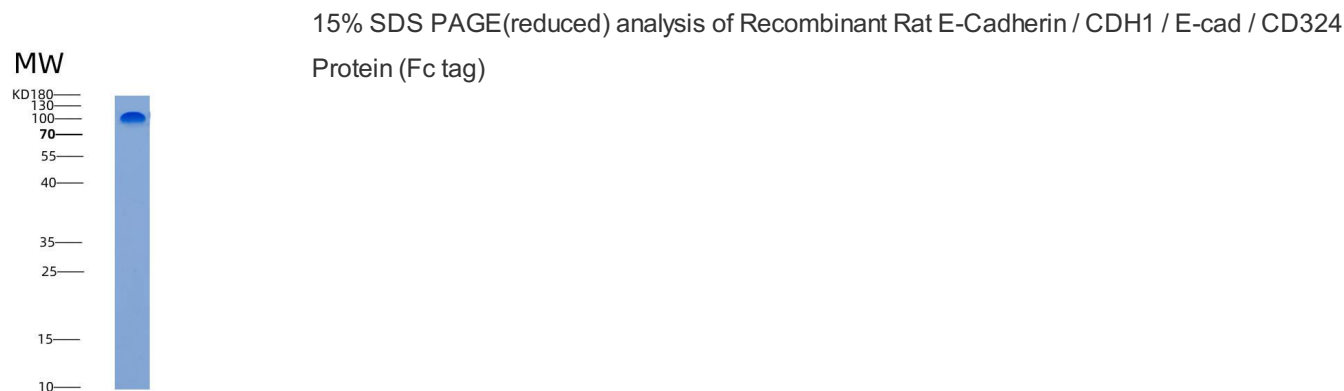 15% SDS PAGE(reduced) analysis of Recombinant Rat E-Cadherin / CDH1 / E-cad / CD324
Protein (Fc tag)
MW
KD180
130
100
70
55
40
35
25
15
10